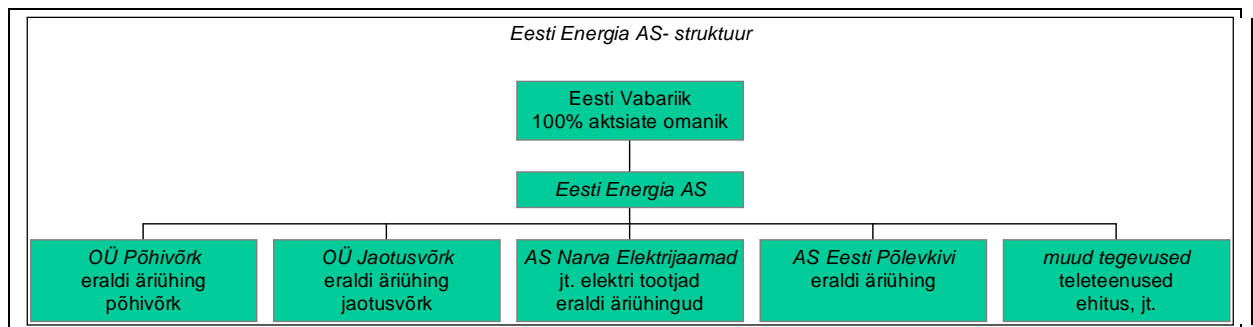 Eesti Energia AS- struktuur
Eesti Vabariik
100% aktsiate omanik
Eesti Energia AS
OÜ Põhivõrk
eraldi äriühing
põhivõrk
OÜ Jaotusvõrk
eraldi äriühing
jaotusvõrk
AS Narva Elektrijaamad
jt. elektri tootjad
eraldi äriühingud
AS Eesti Põlevkivi
eraldi äriühing
muud tegevused
teleteenused
ehitus, jt.